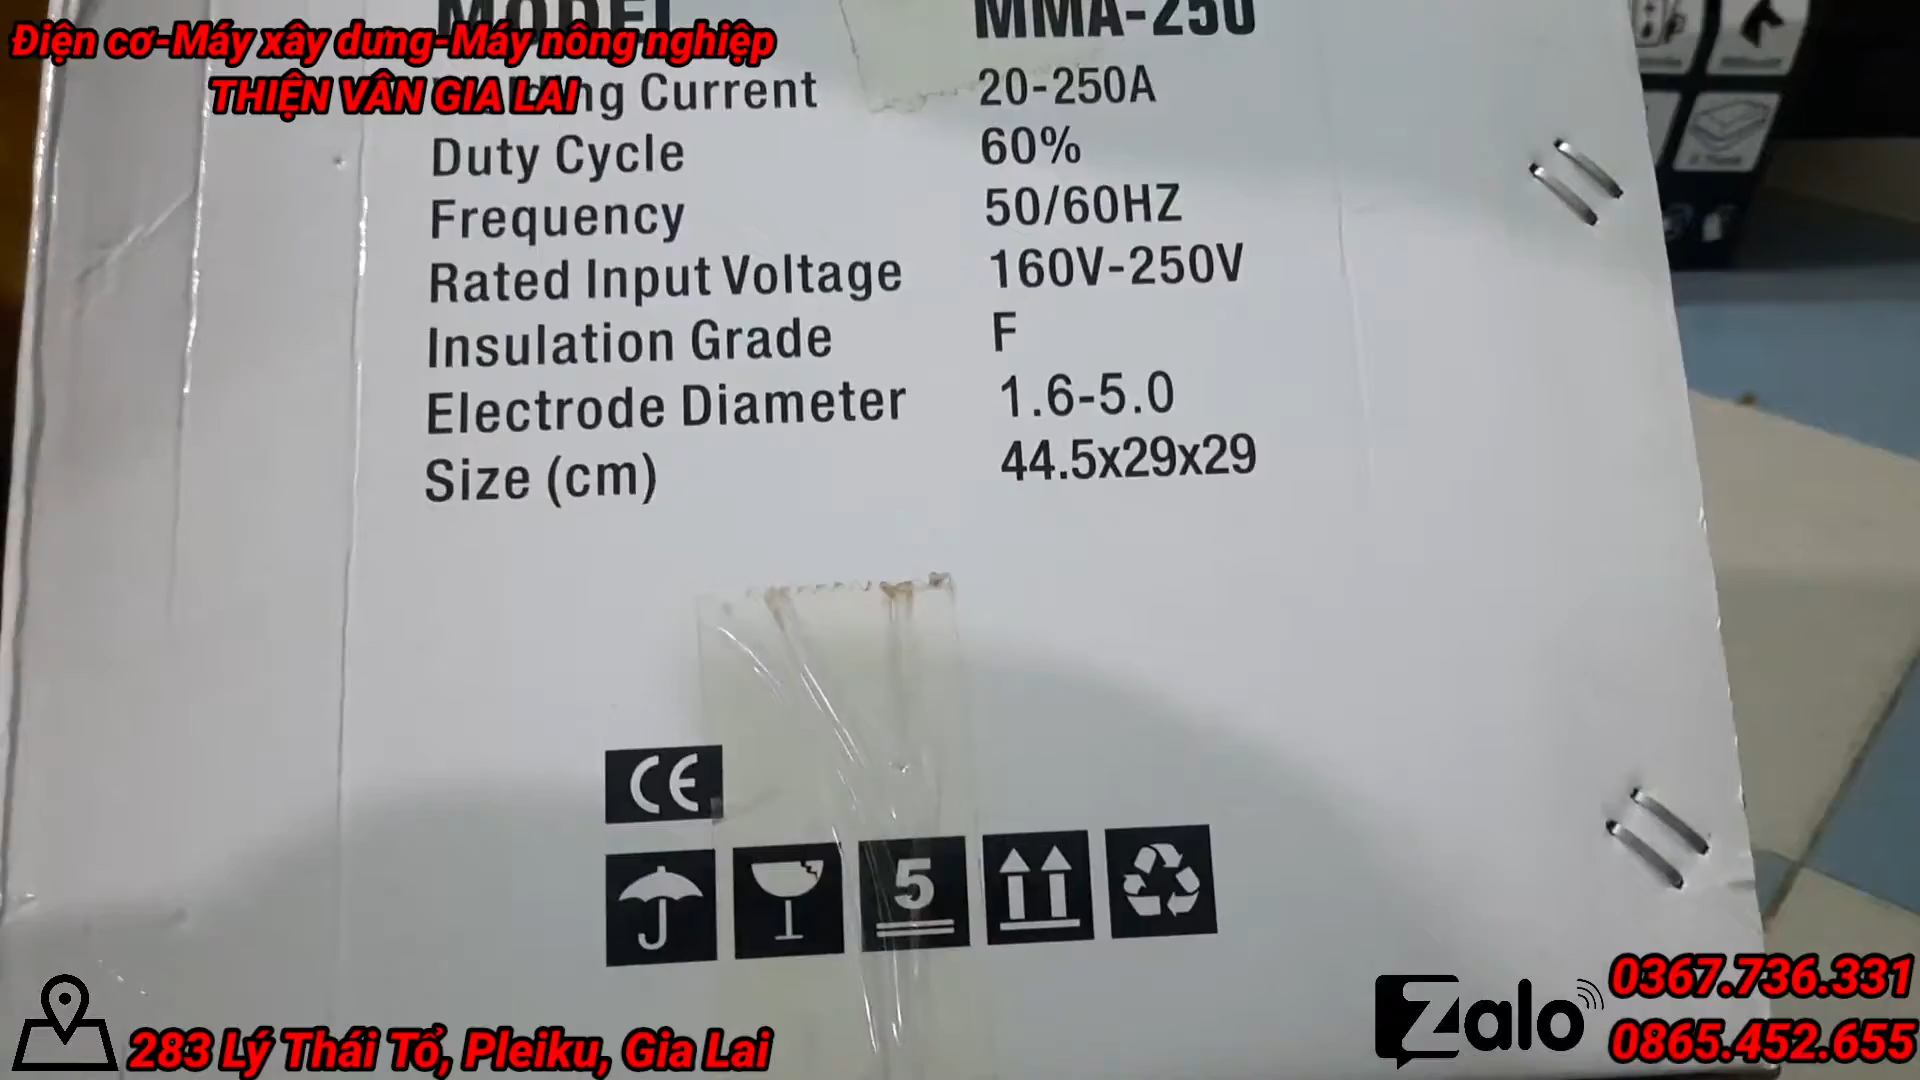 MODEL MMA-250
Điện cơ-Máy xây dưng-Máy nông nghiệp
THIỆN VÂN GIA LAI
Current 20-250A
Duty Cycle 60%
Frequency 50/60HZ
Rated Input Voltage 160V-250V
Insulation Grade F
Electrode Diameter 1.6-5.0
Size (cm) 44.5x29x29
CE
5
Zalo
0367.736.331
0865.452.655
283 Lý Thái Tổ, Pleiku, Gia Lai